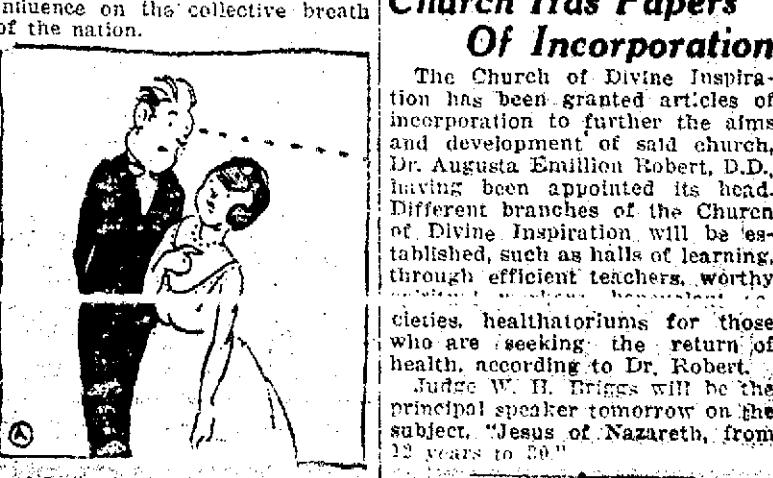 influence on the collective breath
of the nation.
A
Church Has Papers
Of Incorporation
The Church of Divine Inspira-
tion has been granted articles of
incorporation to further the aims
and development of said church,
Dr. Augusta Emillion Robert, D.D.,
having been appointed its head.
Different branches of the Church
of Divine Inspiration will be es-
tablished, such as halls of learning,
through efficient teachers, worthy
cieties, healthatoriums for those
who are seeking the return of
health, according to Dr. Robert.
Judge W. H. Briggs will be the
principal speaker tomorrow on the
subject, "Jesus of Nazareth, from
12 years to 30."